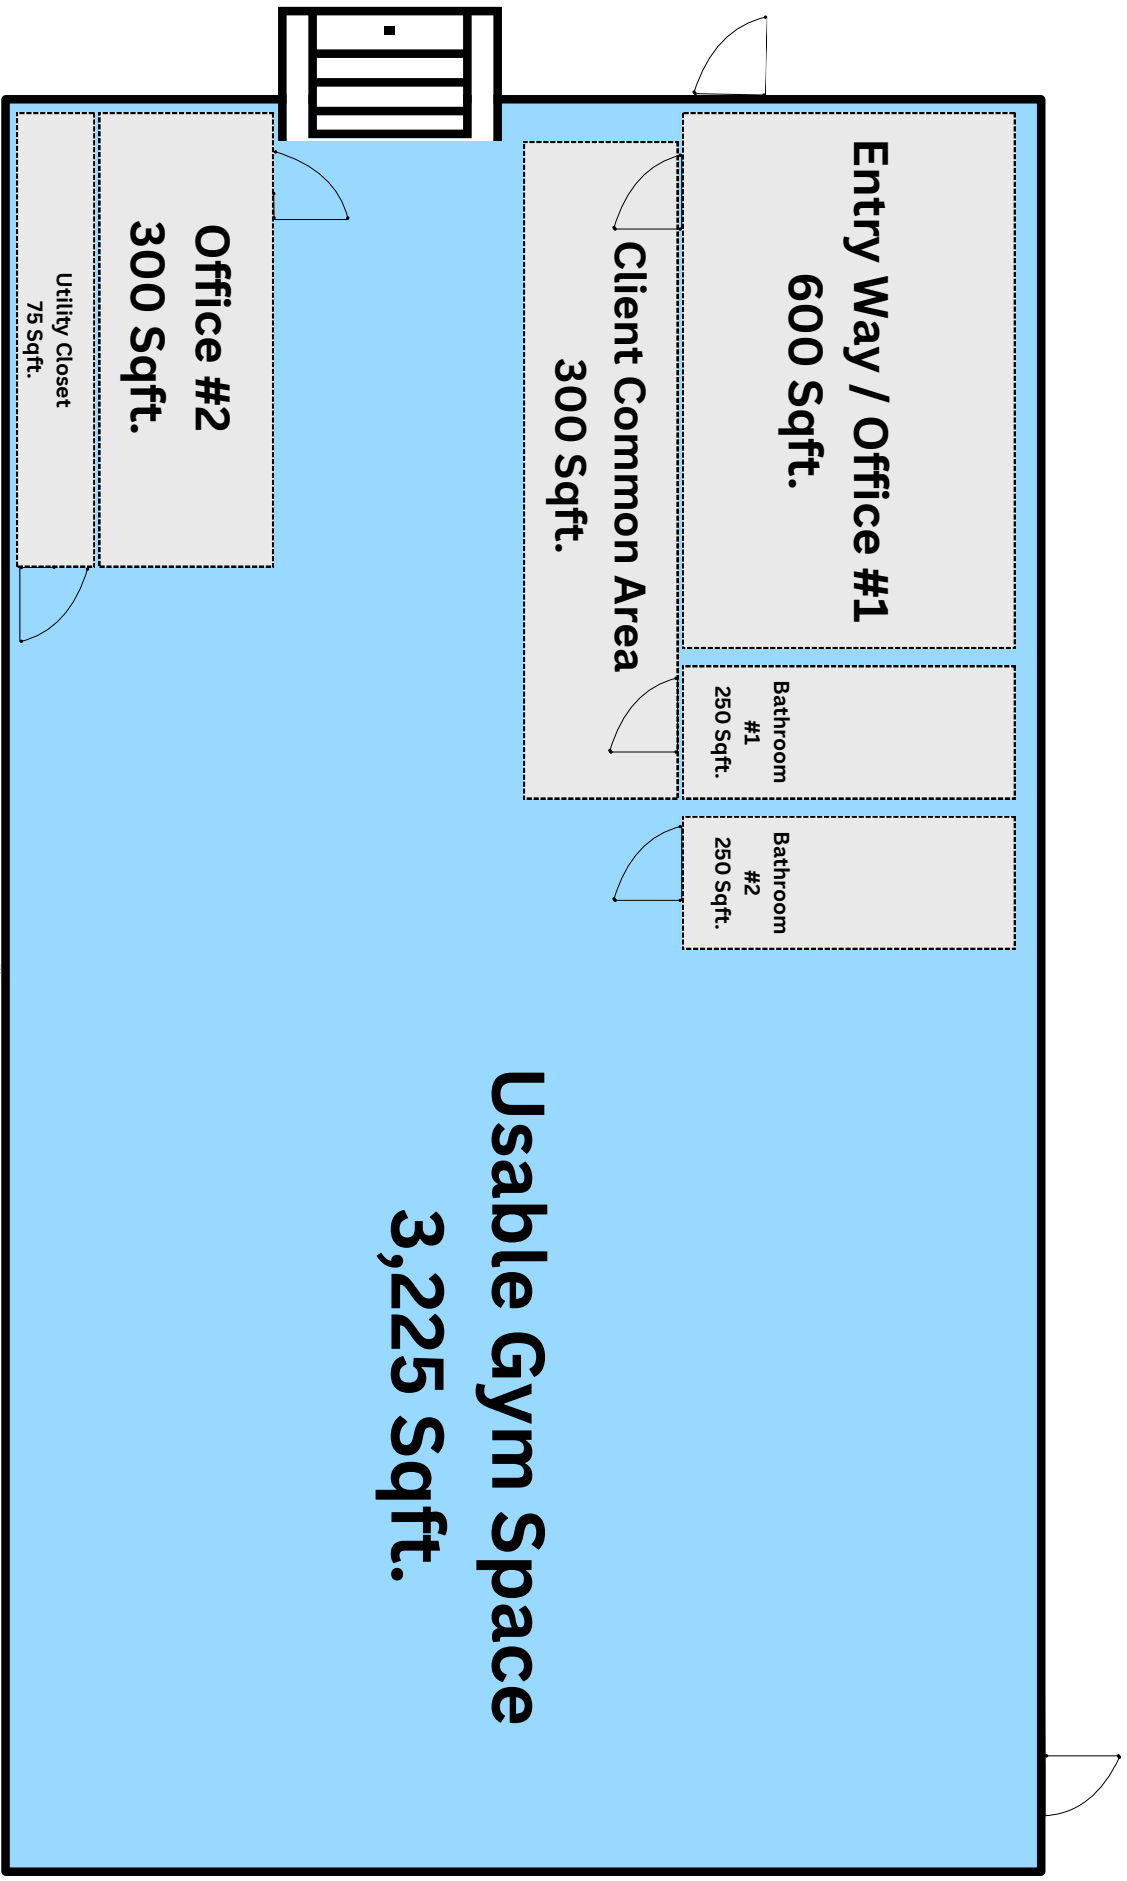 Entry Way / Office #1
600 Sqft.
Client Common Area
300 Sqft.
Bathroom
#1
250 Sqft.
Bathroom
#2
250 Sqft.
Office #2
300 Sqft.
Utility Closet
75 Sqft.
Usable Gym Space
3,225 Sqft.